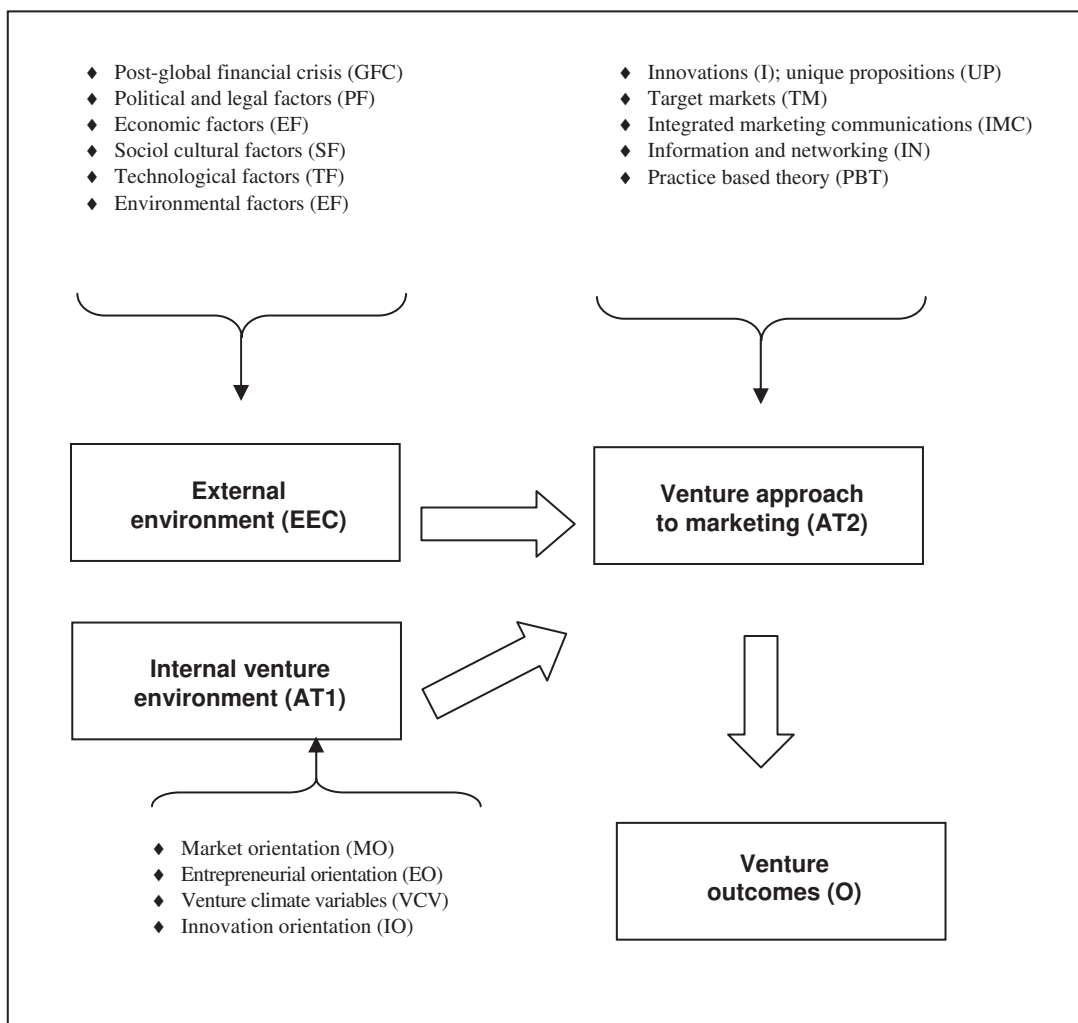 ♦ Post-global financial crisis (GFC)
♦ Political and legal factors (PF)
♦ Economic factors (EF)
♦ Sociol cultural factors (SF)
♦ Technological factors (TF)
♦ Environmental factors (EF)
♦ Innovations (I); unique propositions (UP)
♦ Target markets (TM)
♦ Integrated marketing communications (IMC)
♦ Information and networking (IN)
♦ Practice based theory (PBT)
External
environment (EEC)
Venture approach
to marketing (AT2)
Internal venture
environment (AT1)
♦ Market orientation (MO)
♦ Entrepreneurial orientation (EO)
♦ Venture climate variables (VCV)
♦ Innovation orientation (IO)
Venture
outcomes (O)